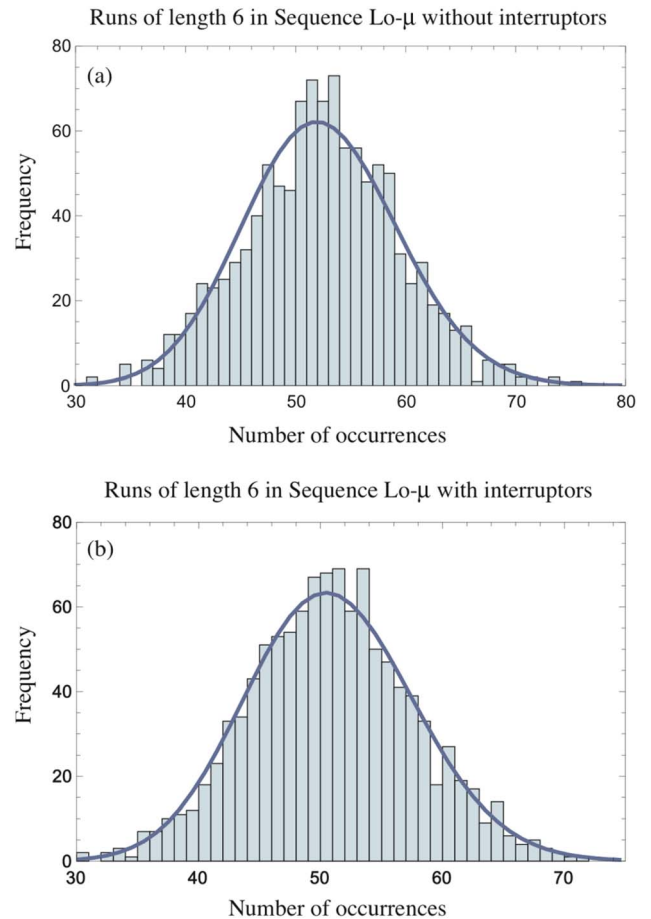 Runs of length 6 in Sequence Lo-μ without interruptors
80
(a)
60
40
20
0
Frequency
30 40 50 60 70 80
Number of occurrences
Runs of length 6 in Sequence Lo-μ with interruptors
80
(b)
60
40
20
0
Frequency
30 40 50 60 70
Number of occurrences